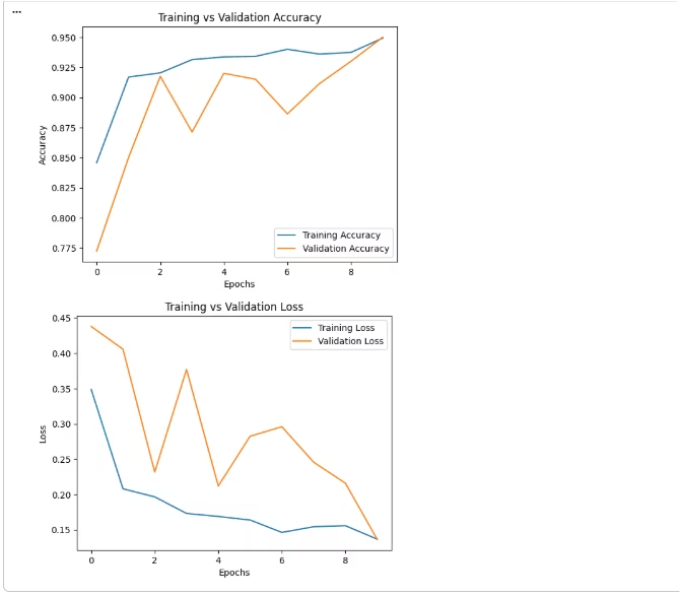 ...
Training vs Validation Accuracy
0.950
0.925
0.900
0.875
0.850
0.825
0.800
0.775
Accuracy
Training Accuracy
Validation Accuracy
0 2 4 6 8
Epochs
Training vs Validation Loss
0.45
0.40
0.35
0.30
0.25
0.20
0.15
Loss
Training Loss
Validation Loss
0 2 4 6 8
Epochs